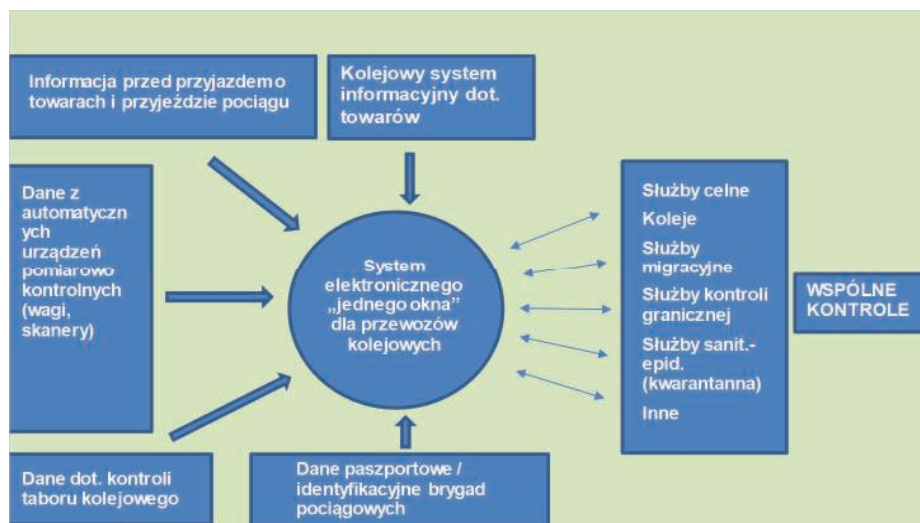 Informacja przed przyjazdem o
towarach i przyjeździe pociągu
Kolejowy system
informacyjny dot.
towarów
Dane z
automatyczn
ych
urządzeń
pomiarowo
kontrolnych
(wagi,
skanery)
System
elektronicznego
„jednego okna”
dla przewozów
kolejowych
Służby celne
Koleje
Służby
migracyjne
Służby kontroli
granicznej
Służby sanit.-
epid.
(kwarantanna)
Inne
WSPÓLNE
KONTROLE
Dane dot. kontroli
taboru kolejowego
Dane paszportowe /
identyfikacyjne brygad
pociągowych